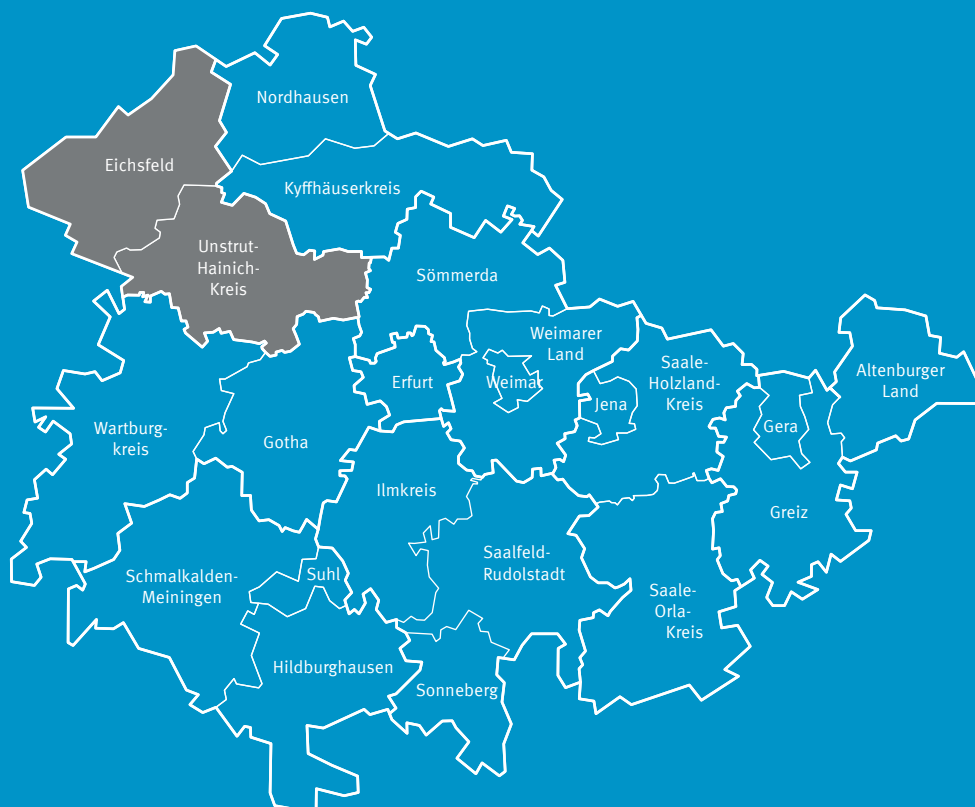 Nordhausen
Eichsfeld
Kyffhäuserkreis
Unstrut-
Hainich-
Kreis
Sömmerda
Weimarer
Land
Saale-
Holzland-
Kreis
Altenburger
Land
Erfurt
Weimar
Jena
Gera
Wartburg-
kreis
Gotha
Ilmkreis
Greiz
Saalfeld-
Rudolstadt
Schmalkalden-
Meiningen
Suhl
Saale-
Orla-
Kreis
Hildburghausen
Sonneberg